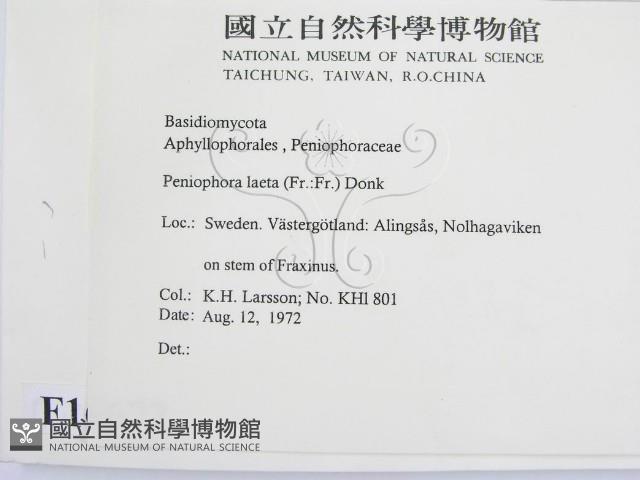 國立自然科學博物館
NATIONAL MUSEUM OF NATURAL SCIENCE
TAICHUNG, TAIWAN, R.O.CHINA
Basidiomycota
Aphyllophorales , Peniophoraceae
Peniophora laeta (Fr.:Fr.) Donk
Loc.: Sweden. Västergötland: Alingsås, Nolhagaviken
on stem of Fraxinus.
Col.: K.H. Larsson; No. KHl 801
Date: Aug. 12, 1972
Det.:
國立自然科學博物館
NATIONAL MUSEUM OF NATURAL SCIENCE